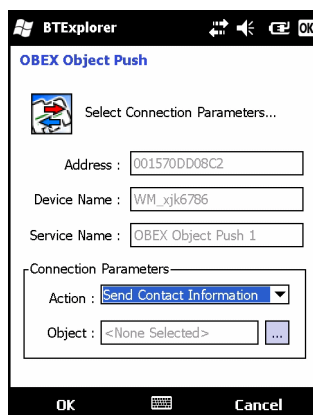 BTExplorer OK
OBEX Object Push
Select Connection Parameters...
Address : 001570DD08C2
Device Name : WM_xjk6786
Service Name : OBEX Object Push 1
Connection Parameters
Action : Send Contact Information
Object : <None Selected> ...
OK Cancel